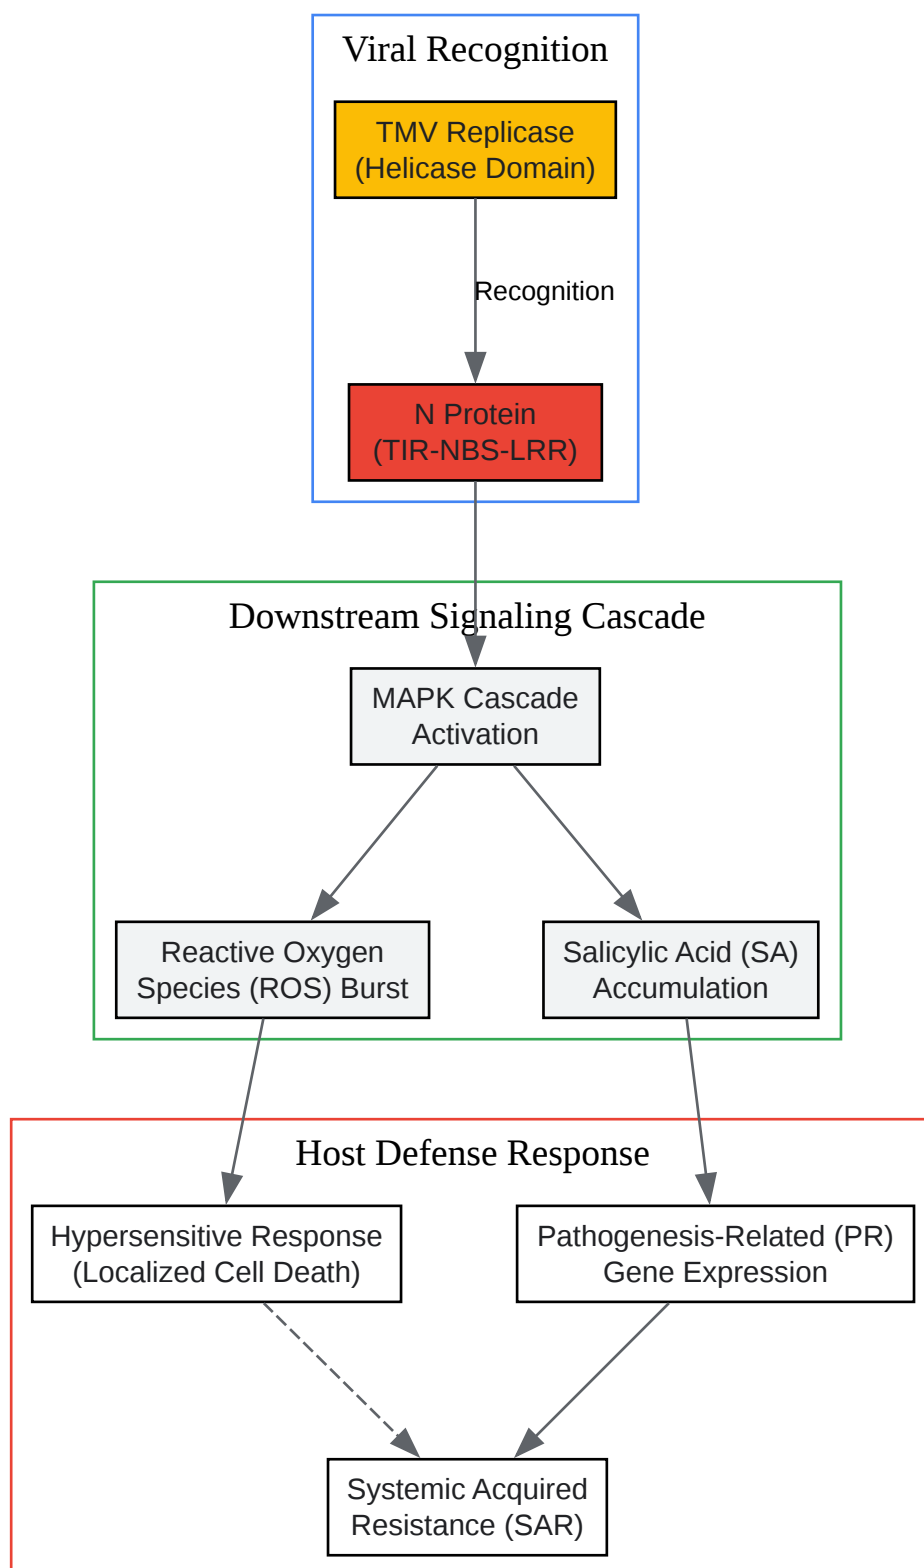 Viral Recognition
TMV Replicase
(Helicase Domain)
Recognition
N Protein
(TIR-NBS-LRR)
Downstream Signaling Cascade
MAPK Cascade
Activation
Reactive Oxygen
Species (ROS) Burst
Salicylic Acid (SA)
Accumulation
Host Defense Response
Hypersensitive Response
(Localized Cell Death)
Pathogenesis-Related (PR)
Gene Expression
Systemic Acquired
Resistance (SAR)